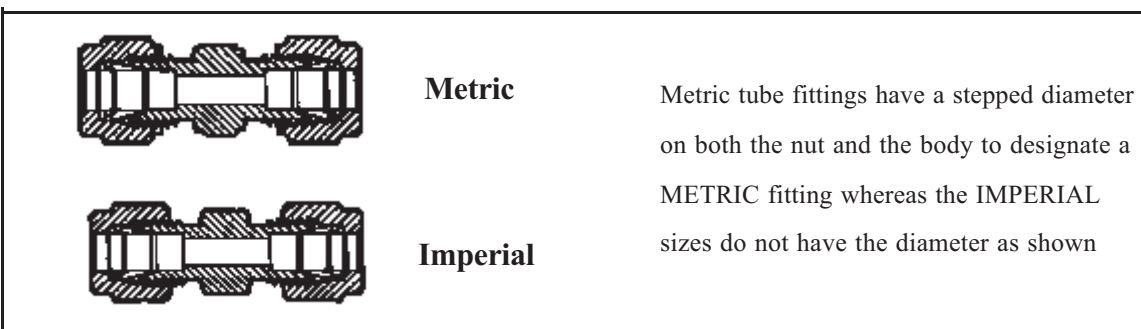 Metric
Metric tube fittings have a stepped diameter
on both the nut and the body to designate a
METRIC fitting whereas the IMPERIAL
sizes do not have the diameter as shown
Imperial